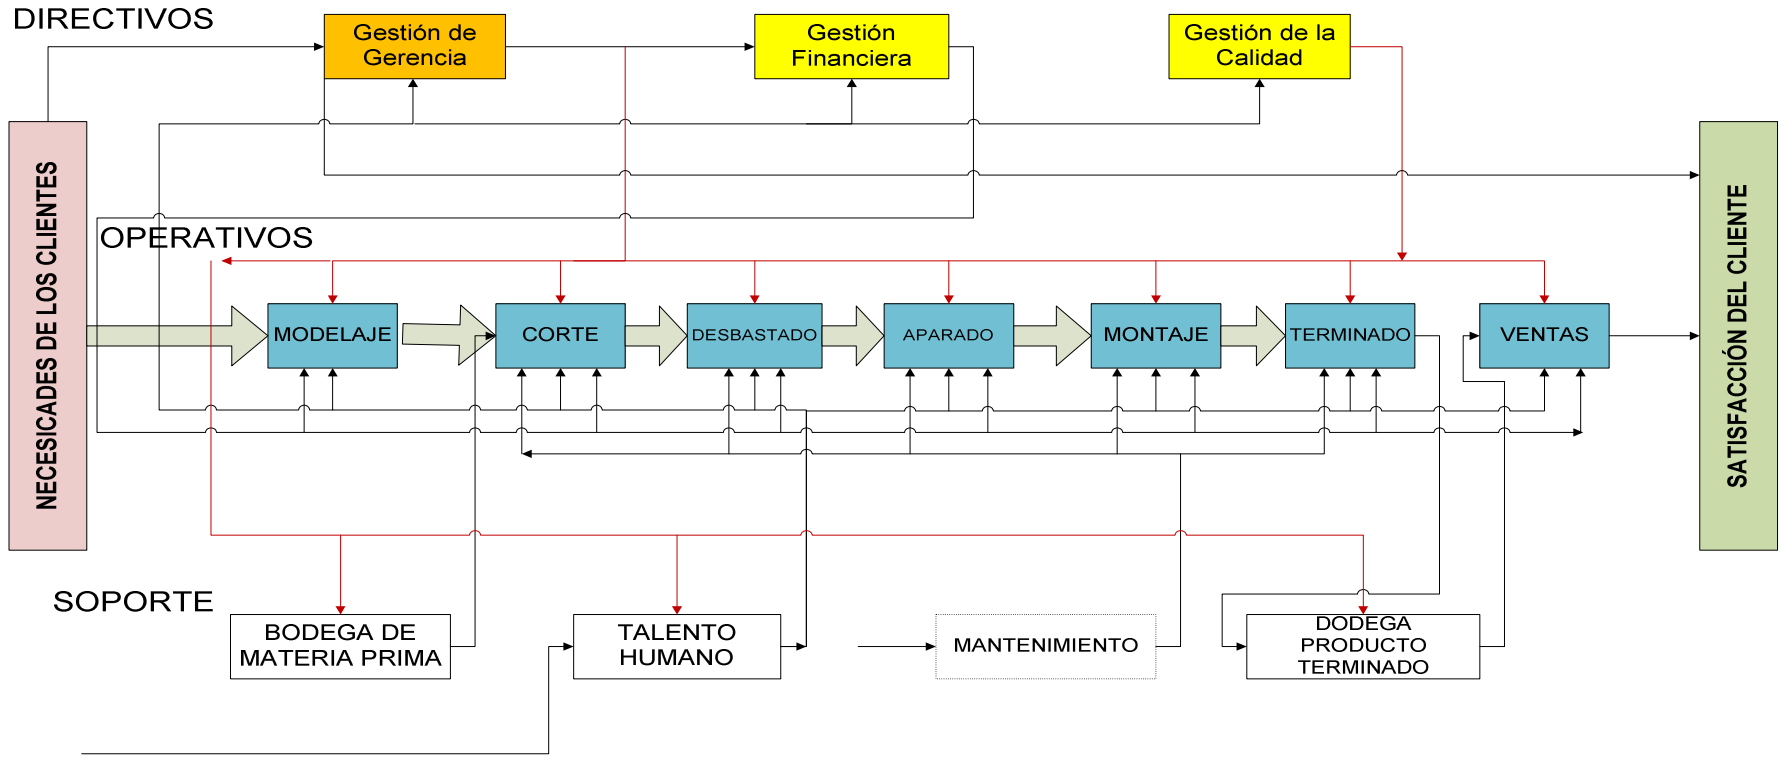 DIRECTIVOS
Gestión de
Gerencia
Gestión
Financiera
Gestión de la
Calidad
NECESICADES DE LOS CLIENTES
SATISFACCIÓN DEL CLIENTE
OPERATIVOS
MODELAJE
CORTE
DESBASTADO
APARADO
MONTAJE
TERMINADO
VENTAS
SOPORTE
BODEGA DE
MATERIA PRIMA
TALENTO
HUMANO
MANTENIMIENTO
DODEGA
PRODUCTO
TERMINADO